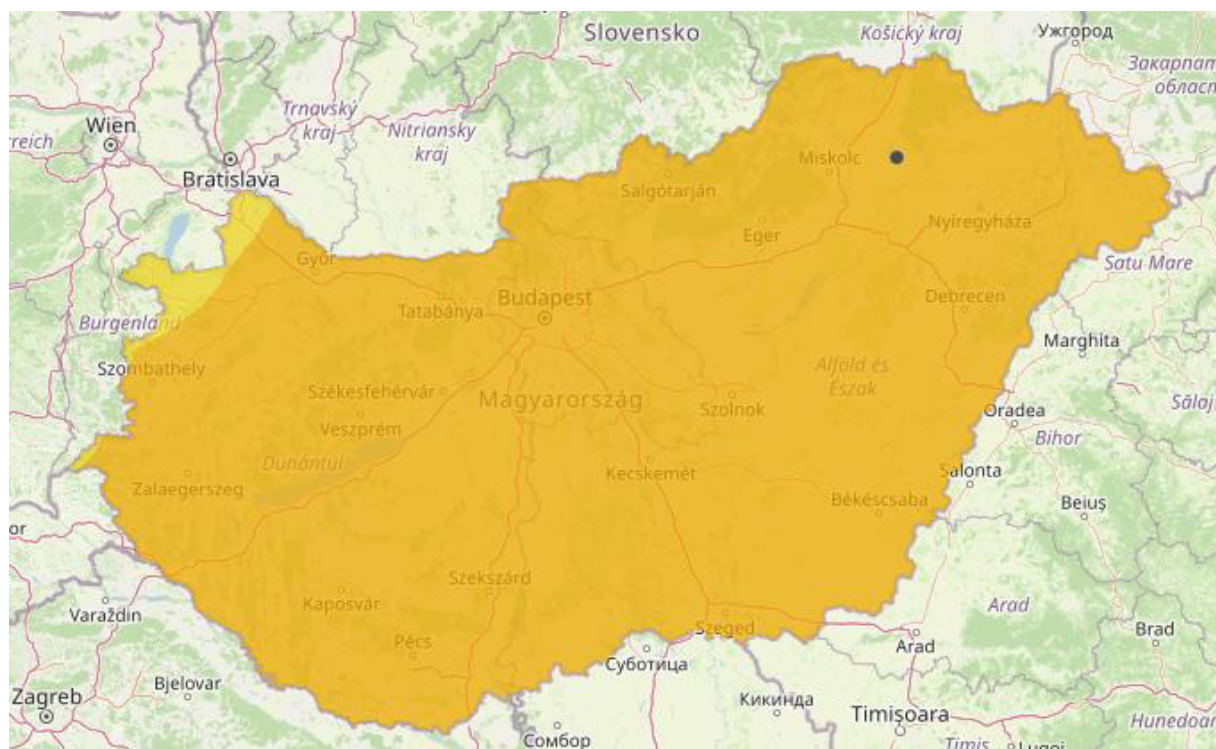 Slovensko
Košický kraj
Ужгород
Закарпат
област
Wien
Trnavský
kraj
Nitriansky
kraj
rreich
Bratislava
Miskolc
Salgótarján
Nyíregyháza
Eger
Győr
Satu Mare
Budapest
Tatabánya
Debrecen
Burgenland
Marghita
Szombathely
Alföld és
Észak
Székesfehérvár
Magyarország
Szolnok
Oradea
Sălaj
Veszprém
Bihor
Dunántúl
Kecskemét
Salonta
Zalaegerszeg
Békéscsaba
Beiuș
or
Szekszárd
Kaposvár
Arad
Varaždin
Szeged
Brad
Pécs
Arad
Суботица
Bjelovar
Zagreb
Кикинда
Timișoara
Hunedoar
Сомбор
Timiș
Lugoj